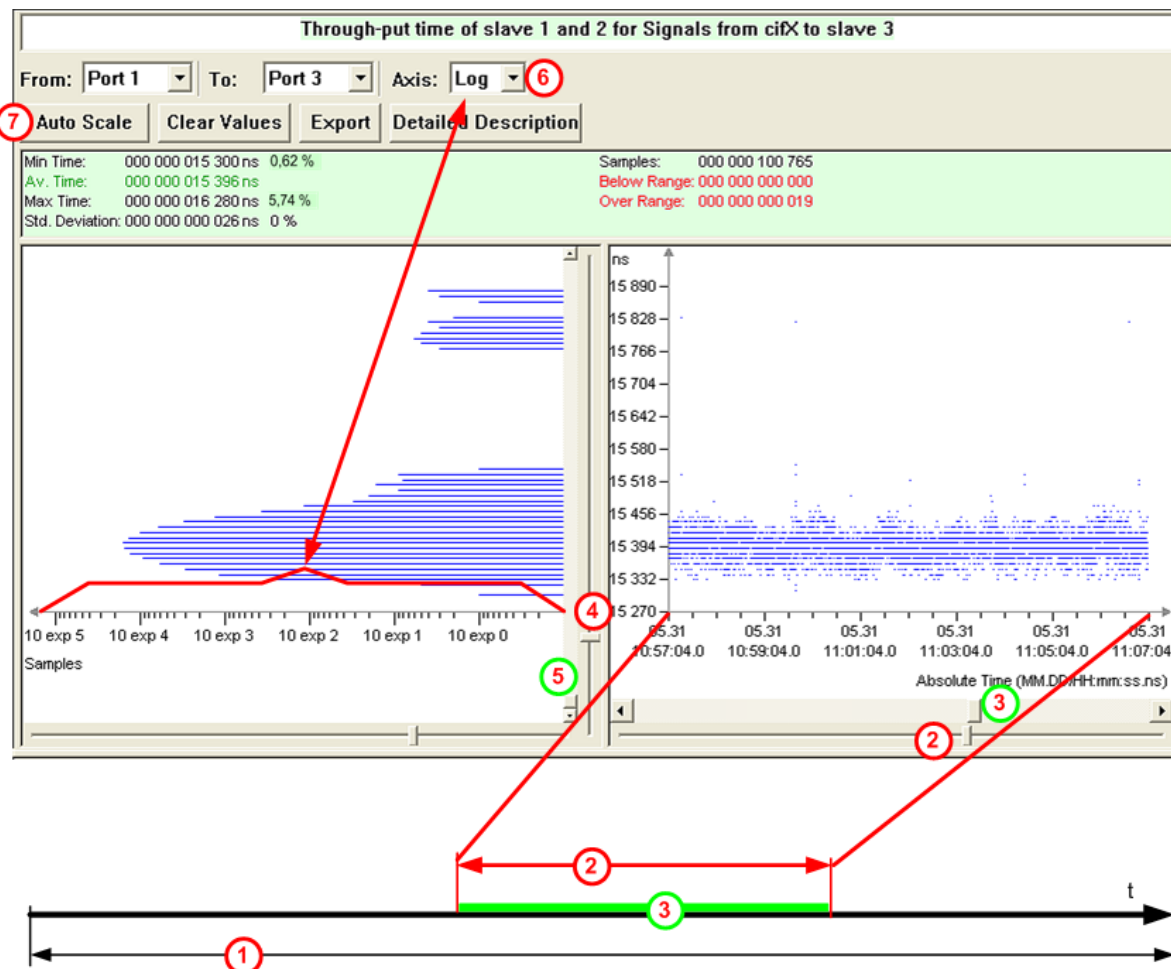 Through-put time of slave 1 and 2 for Signals from cifX to slave 3
From: Port 1 To: Port 3 Axis: Log 6
7 Auto Scale Clear Values Export Detailed Description
Min Time: 000 000 015 300 ns 0,62 %
Av. Time: 000 000 015 396 ns
Max Time: 000 000 016 280 ns 5,74 %
Std. Deviation: 000 000 000 026 ns 0 %
Samples: 000 000 100 765
Below Range: 000 000 000 000
Over Range: 000 000 000 019
10 exp 5 10 exp 4 10 exp 3 10 exp 2 10 exp 1 10 exp 0
Samples
4
5
ns
15 890
15 828
15 766
15 704
15 642
15 580
15 518
15 456
15 394
15 332
15 270
05.31 05.31 05.31 05.31 05.31 05.31
10:57:04.0 10:59:04.0 11:01:04.0 11:03:04.0 11:05:04.0 11:07:04
Absolute Time (MM.DD/HH:mm:ss.ns)
3
2
2
t
3
1